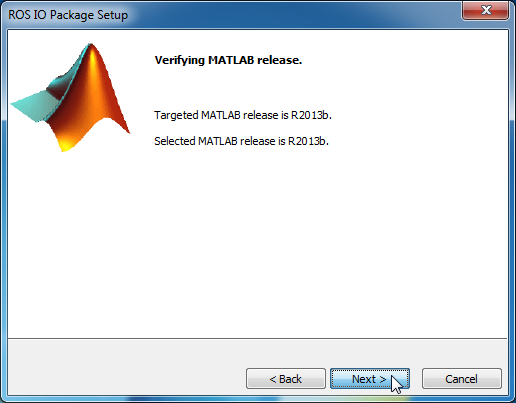 ROS IO Package Setup
Verifying MATLAB release.
Targeted MATLAB release is R2013b.
Selected MATLAB release is R2013b.
< Back Next > Cancel